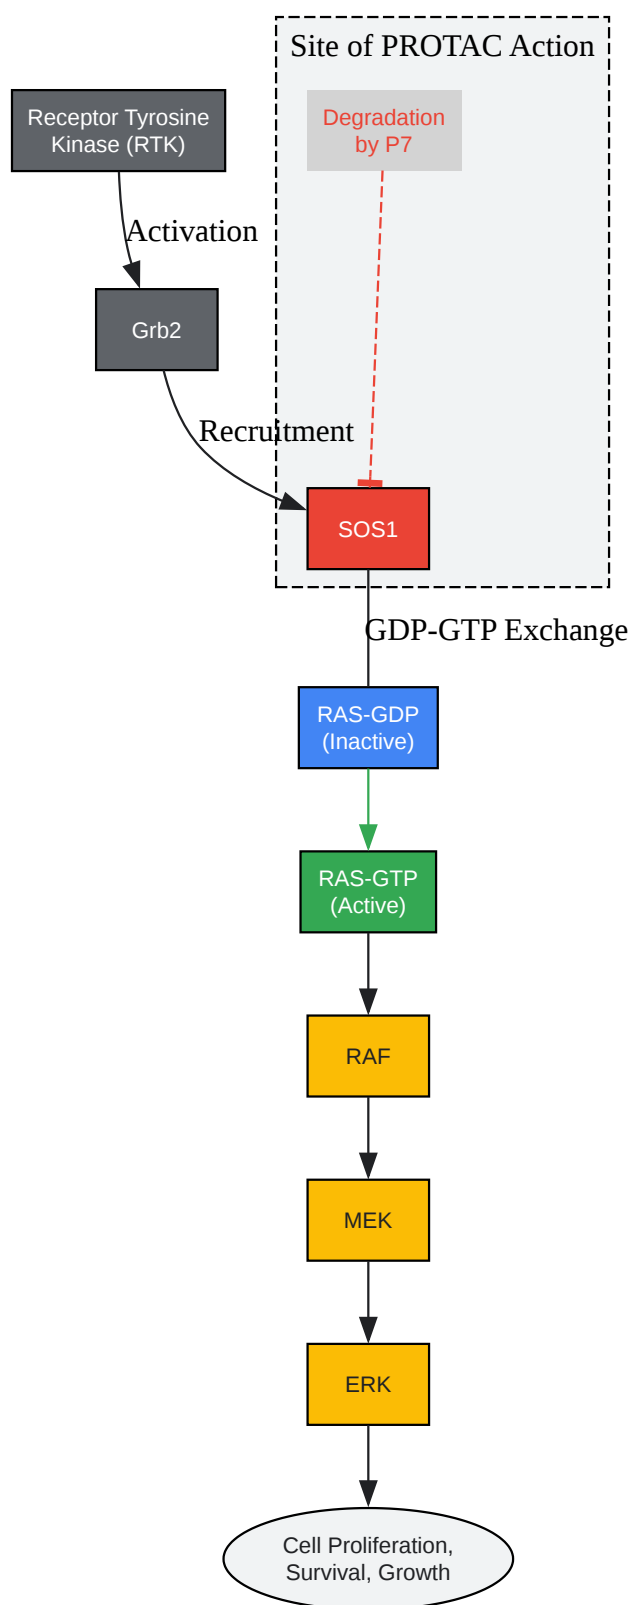 Site of PROTAC Action
Receptor Tyrosine
Kinase (RTK)
Degradation
by P7
Activation
Grb2
Recruitment
SOS1
GDP-GTP Exchange
RAS-GDP
(Inactive)
RAS-GTP
(Active)
RAF
MEK
ERK
Cell Proliferation,
Survival, Growth